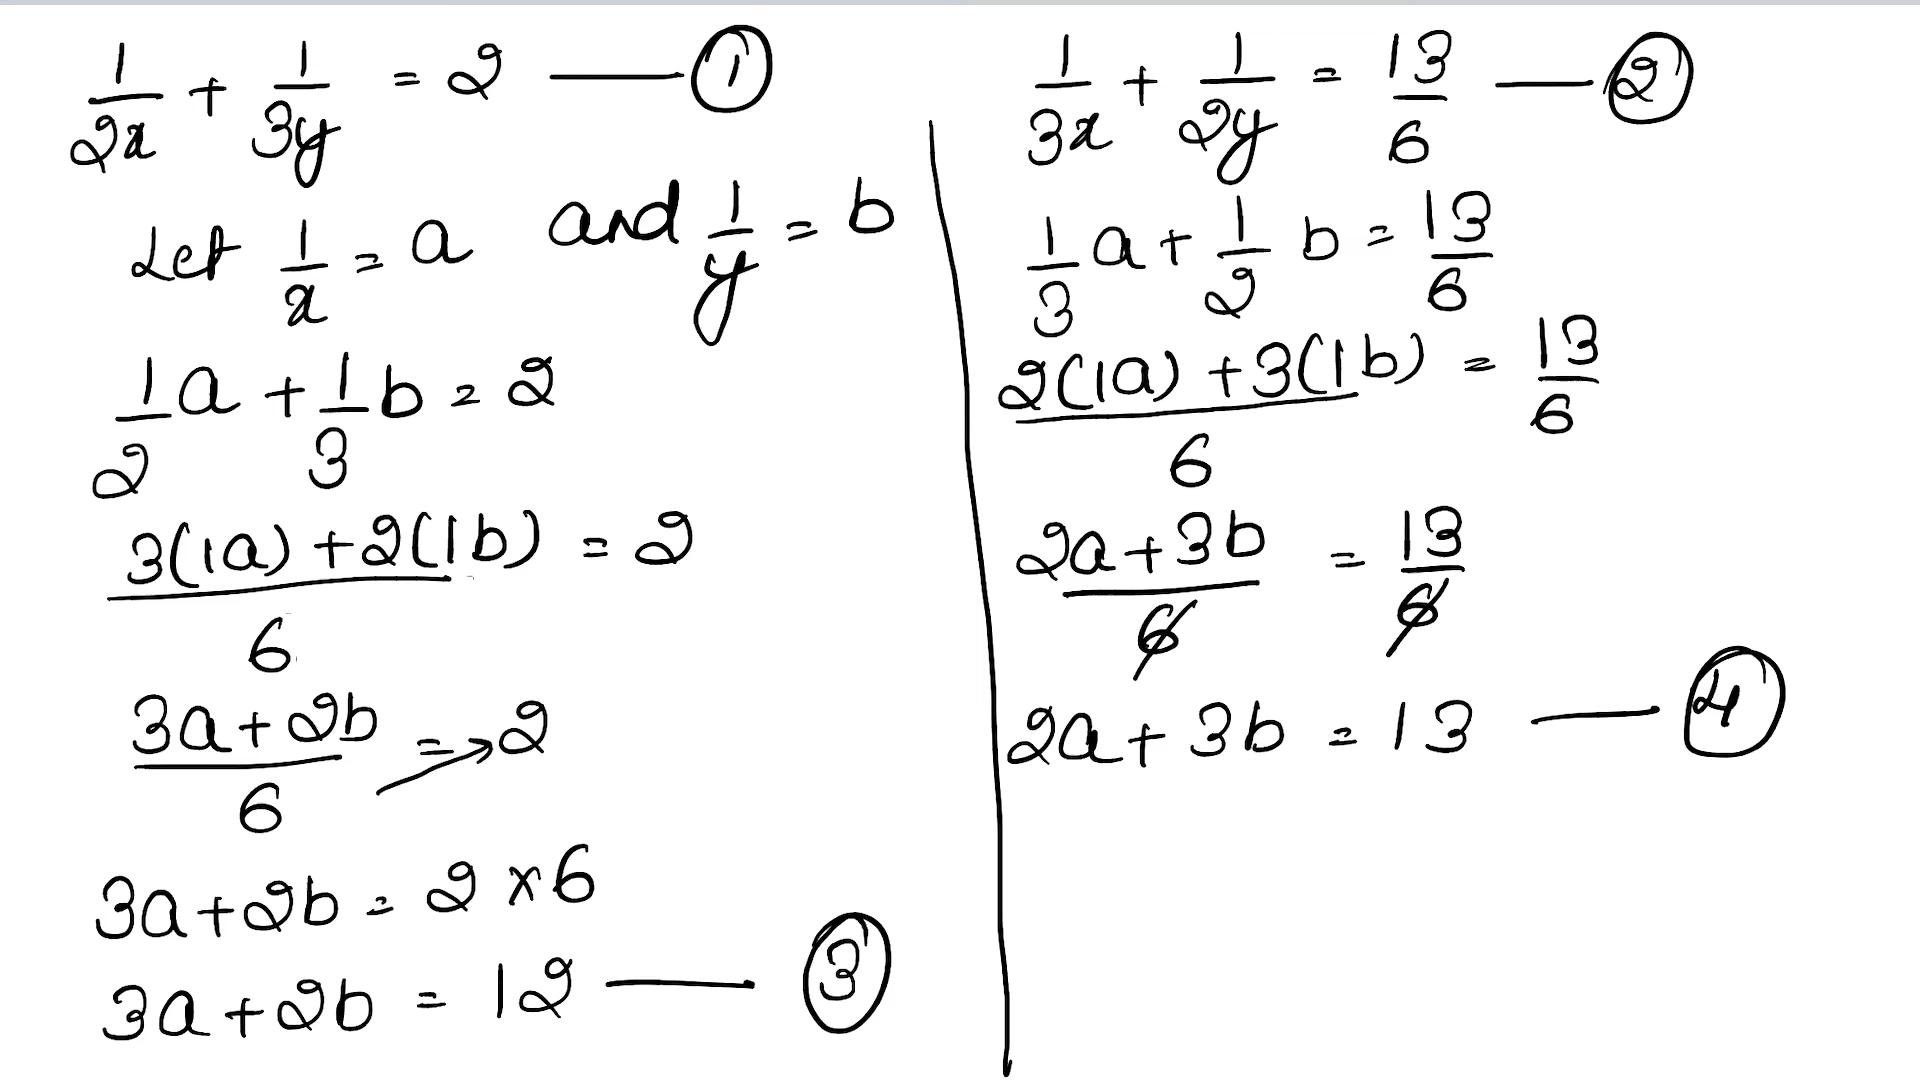 1/2x + 1/3y = 2 —— ①
Let 1/x = a and 1/y = b
1/2 a + 1/3 b = 2
3(1a) + 2(1b) / 6 = 2
3a + 2b / 6 = 2
3a + 2b = 2 × 6
3a + 2b = 12 —— ③
1/3x + 1/2y = 13/6 —— ②
1/3 a + 1/2 b = 13/6
2(1a) + 3(1b) / 6 = 13/6
2a + 3b / 6 = 13/6
2a + 3b = 13 —— ④